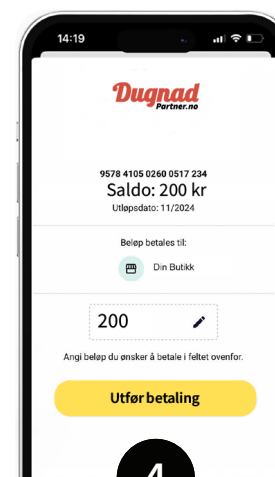 14:19
Dugnad
Partner.no
9578 4105 0260 0517 234
Saldo: 200 kr
Utløpsdato: 11/2024
Beløp betales til:
Din Butikk
200
Angi beløp du ønsker å betale i feltet ovenfor.
Utfør betaling
4